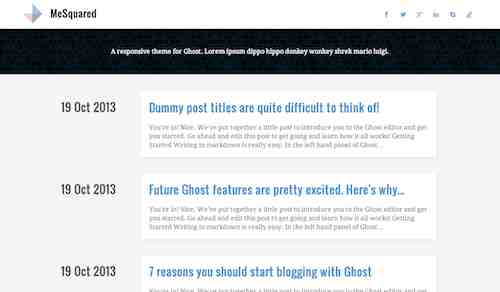 MeSquared
A responsive theme for Ghost. Lorem ipsum dippo hippo donkey wonkey shrek mario luigi.
19 Oct 2013
Dummy post titles are quite difficult to think of!
You're in! Nice. We've put together a little post to introduce you to the Ghost editor and get
you started. Go ahead and edit this post to get going and learn how it all works! Getting
Started Writing in markdown is really easy. In the left hand panel of Ghost...
19 Oct 2013
Future Ghost features are pretty excited. Here's why...
You're in! Nice. We've put together a little post to introduce you to the Ghost editor and get
you started. Go ahead and edit this post to get going and learn how it all works! Getting
Started Writing in markdown is really easy. In the left hand panel of Ghost...
19 Oct 2013
7 reasons you should start blogging with Ghost
You're in! Nice. We've put together a little post to introduce you to the Ghost editor and get